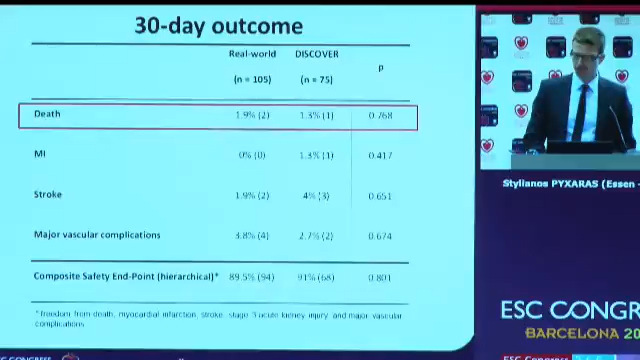 30-day outcome
Real-world DISCOVER p
(n = 105) (n = 75)
Death 1.9% (2) 1.3% (1) 0.768
MI 0% (0) 1.3% (1) 0.417
Stroke 1.9% (2) 4% (3) 0.651
Major vascular complications 3.8% (4) 2.7% (2) 0.674
Composite Safety End-Point (hierarchical)* 89.5% (94) 91% (68) 0.801
*freedom from death, myocardial infarction, stroke, stage 3 acute kidney injury and major vascular
complications
Stylianos PYXARAS (Essen -
ESC CONGR
BARCELONA 20
ESC CONGRESS
ESC Congress